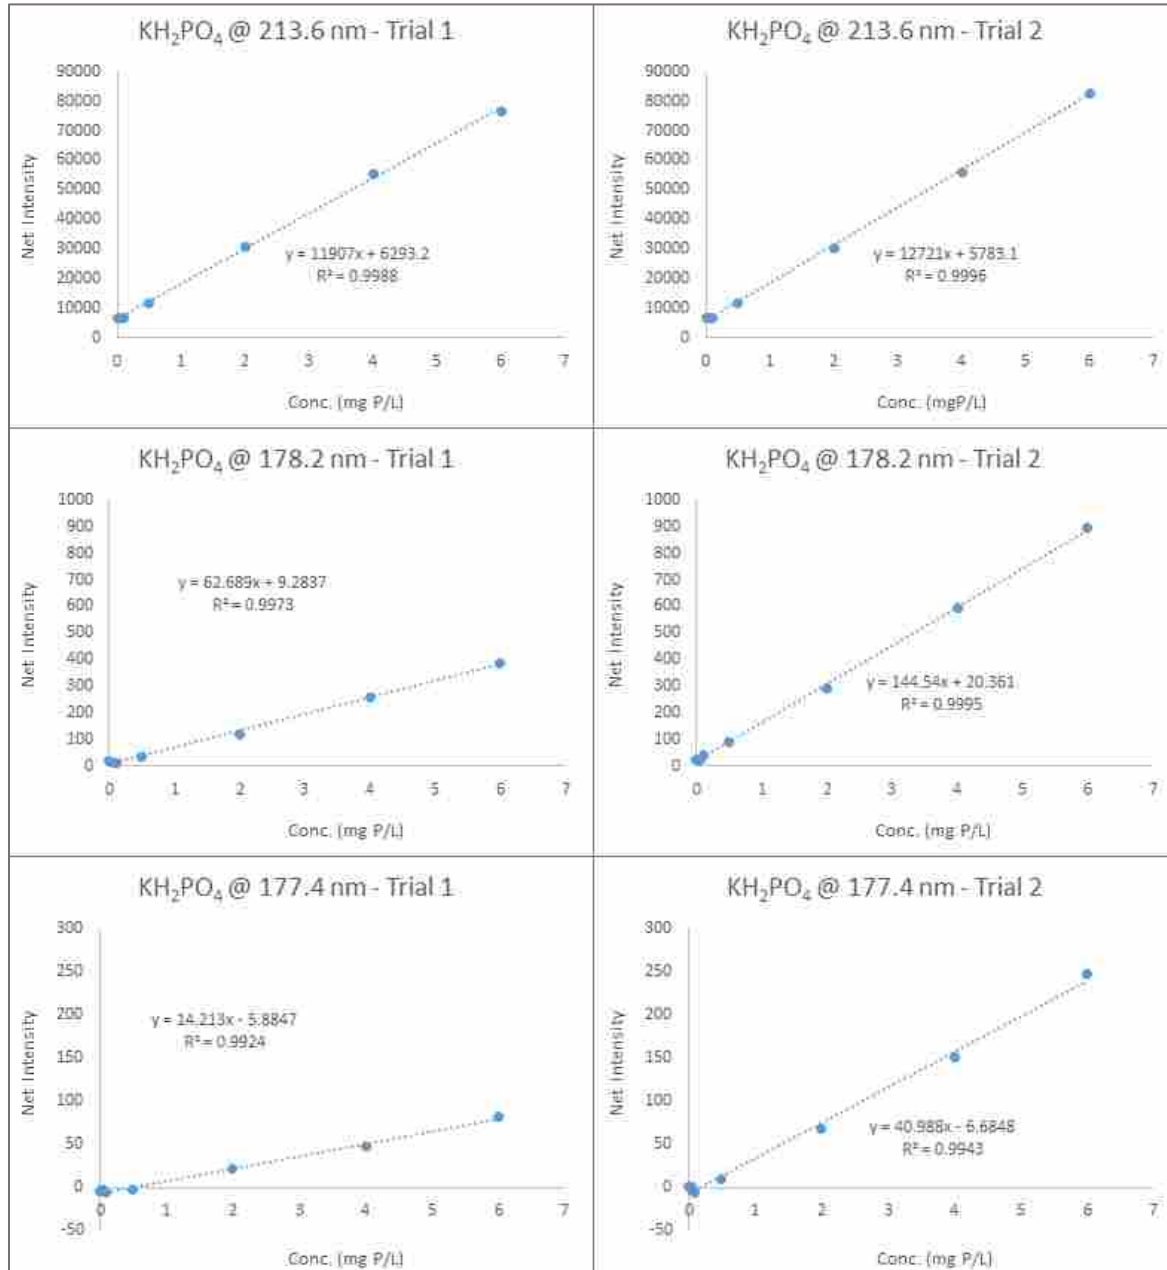 KH₂PO₄ @ 213.6 nm - Trial 1
90000
80000
70000
60000
50000
40000
30000
20000
10000
0
Net Intensity
y = 11907x + 6293.2
R² = 0.9988
0 1 2 3 4 5 6 7
Conc. (mg P/L)
KH₂PO₄ @ 213.6 nm - Trial 2
90000
80000
70000
60000
50000
40000
30000
20000
10000
0
Net Intensity
y = 12721x + 5783.1
R² = 0.9996
0 1 2 3 4 5 6 7
Conc. (mgP/L)
KH₂PO₄ @ 178.2 nm - Trial 1
1000
900
800
700
600
500
400
300
200
100
0
Net Intensity
y = 62.689x + 9.2837
R² = 0.9973
0 1 2 3 4 5 6 7
Conc. (mg P/L)
KH₂PO₄ @ 178.2 nm - Trial 2
1000
900
800
700
600
500
400
300
200
100
0
Net Intensity
y = 144.54x + 20.361
R² = 0.9995
0 1 2 3 4 5 6 7
Conc. (mg P/L)
KH₂PO₄ @ 177.4 nm - Trial 1
300
250
200
150
100
50
0
-50
Net Intensity
y = 14.213x - 5.8847
R² = 0.9924
0 1 2 3 4 5 6 7
Conc. (mg P/L)
KH₂PO₄ @ 177.4 nm - Trial 2
300
250
200
150
100
50
0
-50
Net Intensity
y = 40.988x - 6.6848
R² = 0.9943
0 1 2 3 4 5 6 7
Conc. (mg P/L)